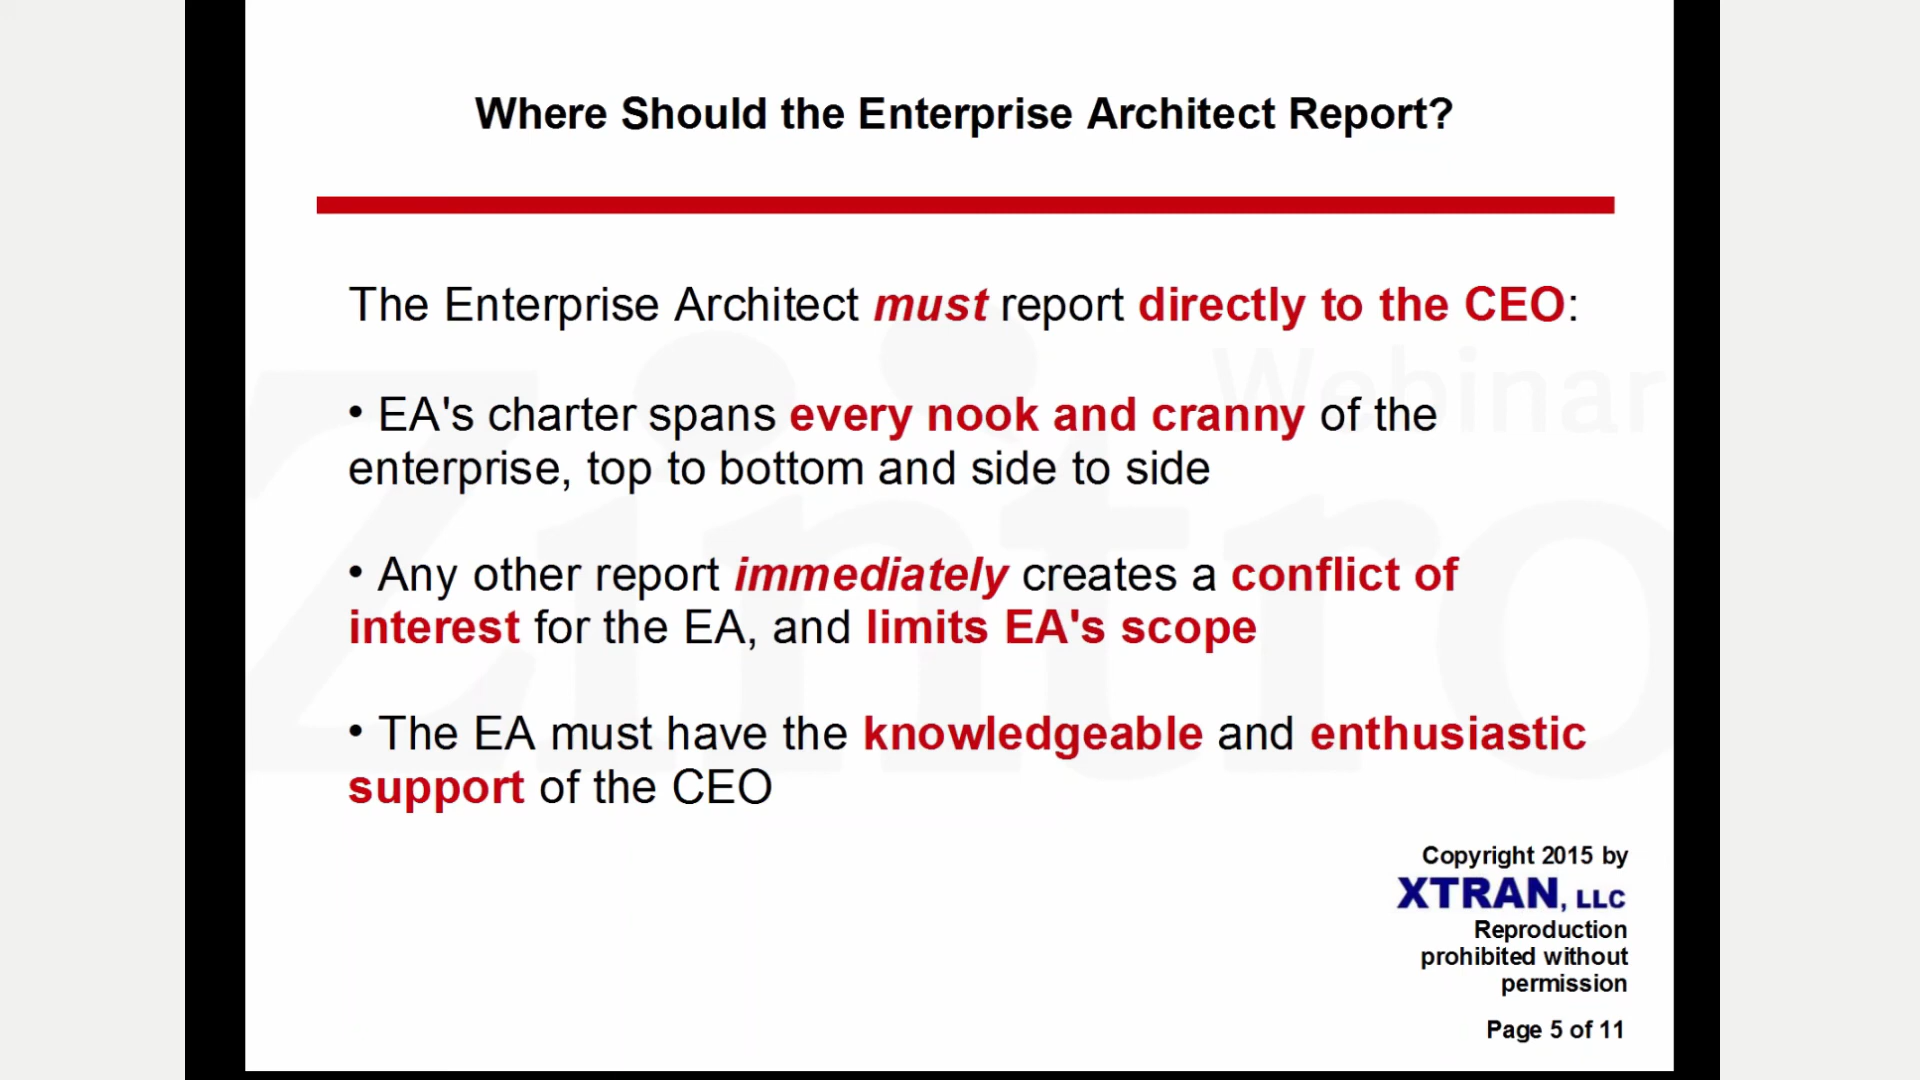 Where Should the Enterprise Architect Report?
The Enterprise Architect must report directly to the CEO:
• EA's charter spans every nook and cranny of the
enterprise, top to bottom and side to side
• Any other report immediately creates a conflict of
interest for the EA, and limits EA's scope
• The EA must have the knowledgeable and enthusiastic
support of the CEO
Zintro
Webinar
Copyright 2015 by
XTRAN, LLC
Reproduction
prohibited without
permission
Page 5 of 11